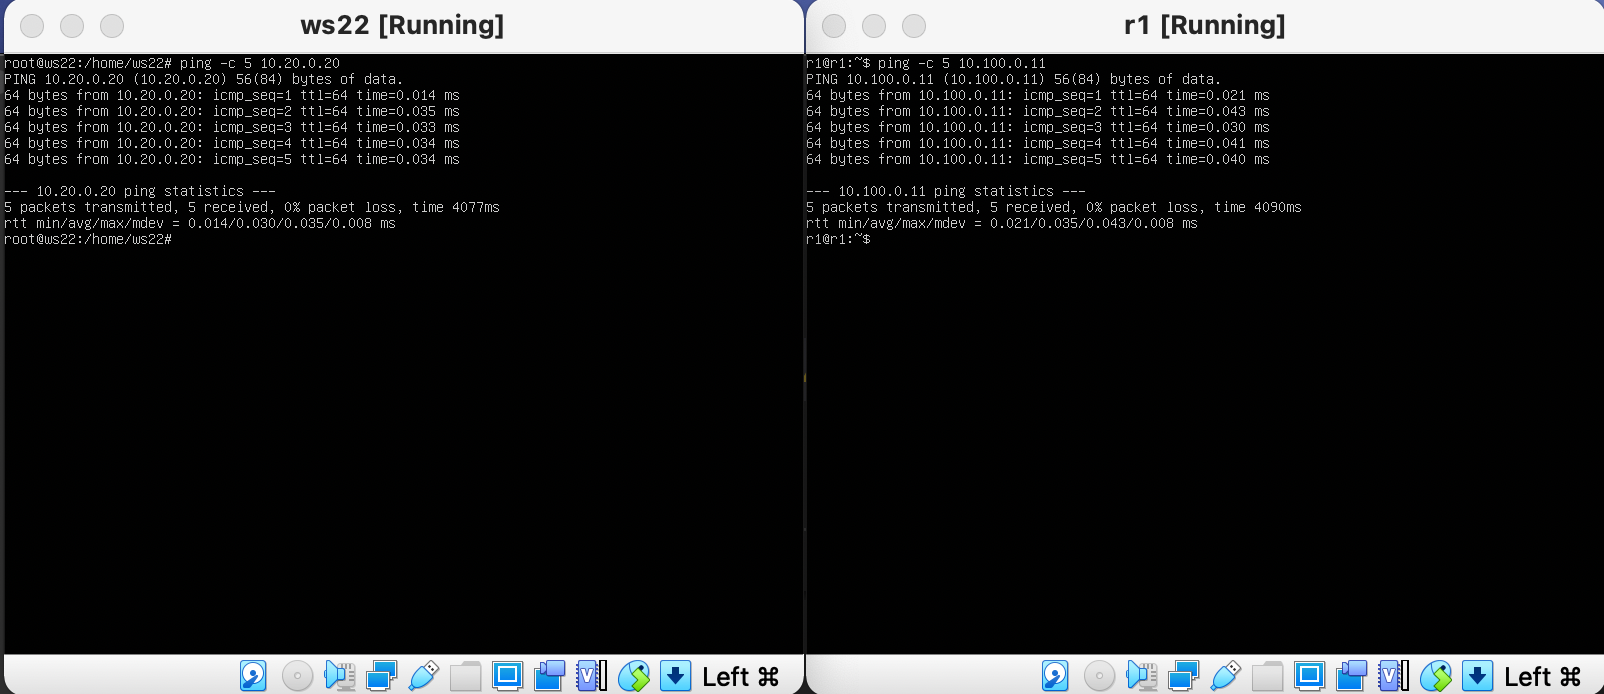 ws22 [Running]
root@ws22:/home/ws22# ping -c 5 10.20.0.20
PING 10.20.0.20 (10.20.0.20) 56(84) bytes of data.
64 bytes from 10.20.0.20: icmp_seq=1 ttl=64 time=0.014 ms
64 bytes from 10.20.0.20: icmp_seq=2 ttl=64 time=0.035 ms
64 bytes from 10.20.0.20: icmp_seq=3 ttl=64 time=0.033 ms
64 bytes from 10.20.0.20: icmp_seq=4 ttl=64 time=0.034 ms
64 bytes from 10.20.0.20: icmp_seq=5 ttl=64 time=0.034 ms
--- 10.20.0.20 ping statistics ---
5 packets transmitted, 5 received, 0% packet loss, time 4077ms
rtt min/avg/max/mdev = 0.014/0.030/0.035/0.008 ms
root@ws22:/home/ws22#
V
Left ⌘
r1 [Running]
r1@r1:~$ ping -c 5 10.100.0.11
PING 10.100.0.11 (10.100.0.11) 56(84) bytes of data.
64 bytes from 10.100.0.11: icmp_seq=1 ttl=64 time=0.021 ms
64 bytes from 10.100.0.11: icmp_seq=2 ttl=64 time=0.043 ms
64 bytes from 10.100.0.11: icmp_seq=3 ttl=64 time=0.030 ms
64 bytes from 10.100.0.11: icmp_seq=4 ttl=64 time=0.041 ms
64 bytes from 10.100.0.11: icmp_seq=5 ttl=64 time=0.040 ms
--- 10.100.0.11 ping statistics ---
5 packets transmitted, 5 received, 0% packet loss, time 4090ms
rtt min/avg/max/mdev = 0.021/0.035/0.043/0.008 ms
r1@r1:~$
V
Left ⌘